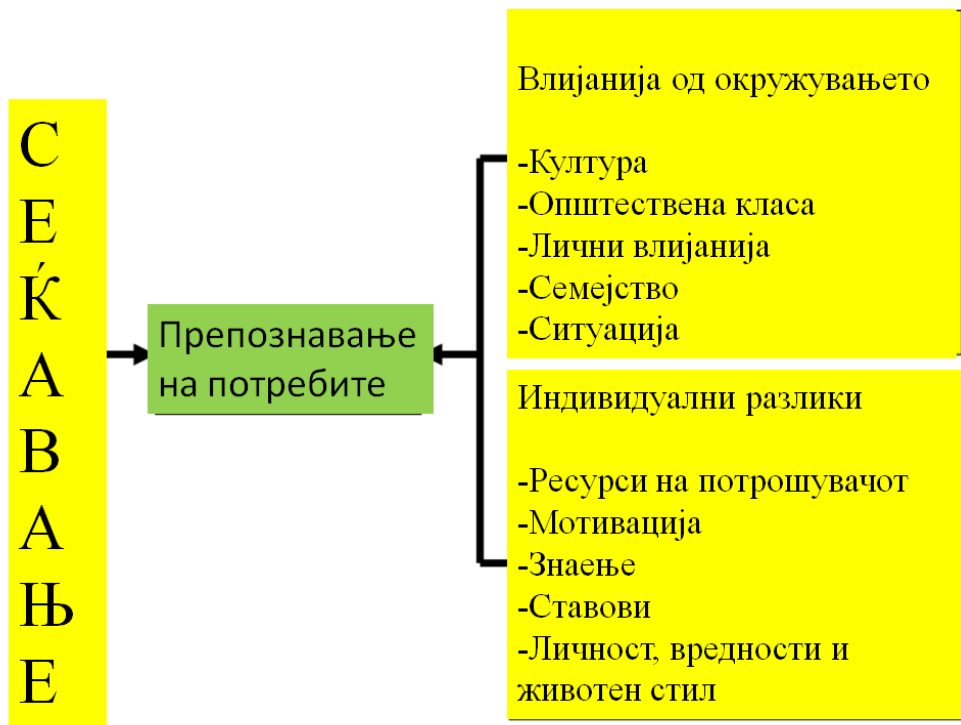 СЕЌАВАЊЕ
Препознавање
на потребите
Влијанија од окружувањето
-Култура
-Општествена класа
-Лични влијанија
-Семејство
-Ситуација
Индивидуални разлики
-Ресурси на потрошувачот
-Мотивација
-Знаење
-Ставови
-Личност, вредности и
животен стил